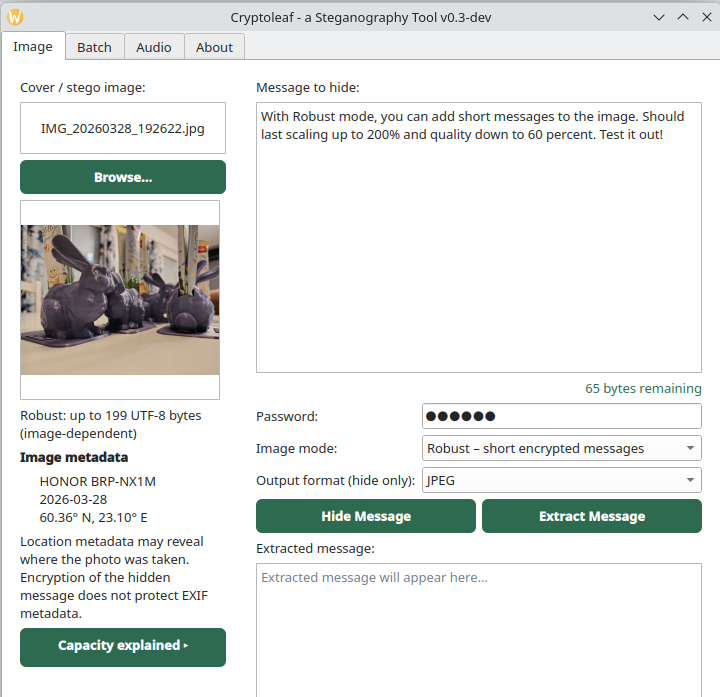 Cryptoleaf - a Steganography Tool v0.3-dev
Image
Batch
Audio
About
Cover / stego image:
IMG_20260328_192622.jpg
Browse...
Robust: up to 199 UTF-8 bytes
(image-dependent)
Image metadata
HONOR BRP-NX1M
2026-03-28
60.36° N, 23.10° E
Location metadata may reveal
where the photo was taken.
Encryption of the hidden
message does not protect EXIF
metadata.
Capacity explained ▸
Message to hide:
With Robust mode, you can add short messages to the image. Should
last scaling up to 200% and quality down to 60 percent. Test it out!
65 bytes remaining
Password:
●●●●●●
Image mode:
Robust – short encrypted messages
Output format (hide only):
JPEG
Hide Message
Extract Message
Extracted message:
Extracted message will appear here...